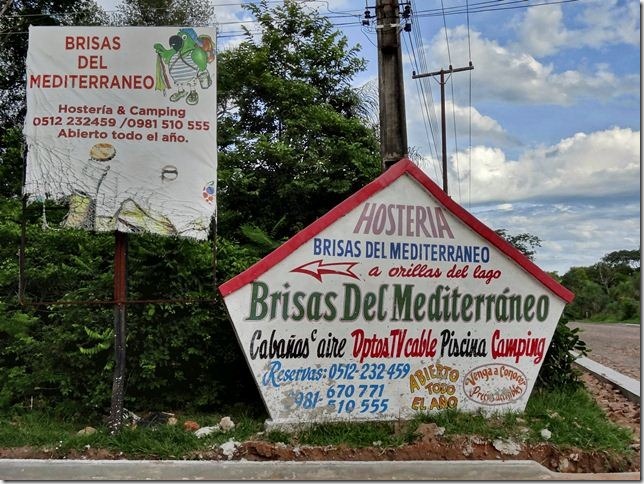 BRISAS
DEL
MEDITERRANEO
Hostería & Camping
0512 232459 /0981 510 555
Abierto todo el año.
HOSTERIA
BRISAS DEL MEDITERRANEO
a orillas del lago
Brisas Del Mediterráneo
Cabañas c aire Dptos.TV cable Piscina Camping
Reservas: 0512-232-459
981- 670 771
510 555
ABIERTO
TODO
EL AÑO
Venga a Conocer
Precios